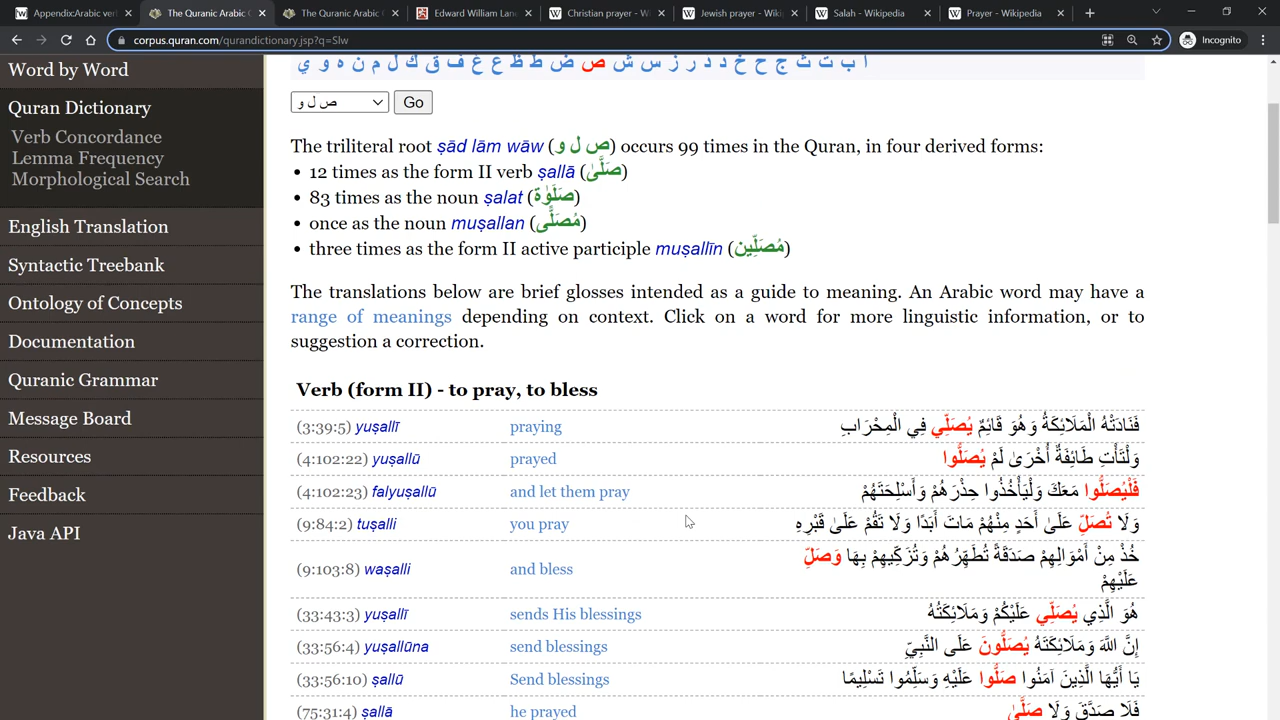 AppendixcArabic ver
The Quranic Arabic C
The Quranic Arabic C
Edward William Lane
Christian prayer - Wi
Jewish prayer - Wikip
Salah - Wikipedia
Prayer - Wikipedia
corpus.quran.com/qurandictionary.jsp?q=Slw
Incognito
ا ب ت ث ج ح خ د ذ ر ز س ش ص ض ط ظ ع غ ف ق ك ل م ن ه و ي
Word by Word
Quran Dictionary
Verb Concordance
Lemma Frequency
Morphological Search
English Translation
Syntactic Treebank
Ontology of Concepts
Documentation
Quranic Grammar
Message Board
Resources
Feedback
Java API
ص ل و
Go
The triliteral root ṣād lām wāw (ص ل و) occurs 99 times in the Quran, in four derived forms:
• 12 times as the form II verb ṣallā (صَلَّىٰ)
• 83 times as the noun ṣalat (صَلَوٰة)
• once as the noun muṣallan (مُصَلًّى)
• three times as the form II active participle muṣallīn (مُصَلِّين)
The translations below are brief glosses intended as a guide to meaning. An Arabic word may have a
range of meanings depending on context. Click on a word for more linguistic information, or to
suggestion a correction.
Verb (form II) - to pray, to bless
(3:39:5) yuṣallī praying فَنَادَتْهُ الْمَلَائِكَةُ وَهُوَ قَائِمٌ يُصَلِّي فِي الْمِحْرَابِ
(4:102:22) yuṣallū prayed وَلْتَأْتِ طَائِفَةٌ أُخْرَىٰ لَمْ يُصَلُّوا
(4:102:23) falyuṣallū and let them pray فَلْيُصَلُّوا مَعَكَ وَلْيَأْخُذُوا حِذْرَهُمْ وَأَسْلِحَتَهُمْ
(9:84:2) tuṣalli you pray وَلَا تُصَلِّ عَلَىٰ أَحَدٍ مِنْهُمْ مَاتَ أَبَدًا وَلَا تَقُمْ عَلَىٰ قَبْرِهِ
(9:103:8) waṣalli and bless خُذْ مِنْ أَمْوَالِهِمْ صَدَقَةً تُطَهِّرُهُمْ وَتُزَكِّيهِمْ بِهَا وَصَلِّ
عَلَيْهِمْ
(33:43:3) yuṣallī sends His blessings هُوَ الَّذِي يُصَلِّي عَلَيْكُمْ وَمَلَائِكَتُهُ
(33:56:4) yuṣallūna send blessings إِنَّ اللَّهَ وَمَلَائِكَتَهُ يُصَلُّونَ عَلَى النَّبِيِّ
(33:56:10) ṣallū Send blessings يَا أَيُّهَا الَّذِينَ آمَنُوا صَلُّوا عَلَيْهِ وَسَلِّمُوا تَسْلِيمًا
(75:31:4) ṣallā he prayed فَلَا صَدَّقَ وَلَا صَلَّىٰ